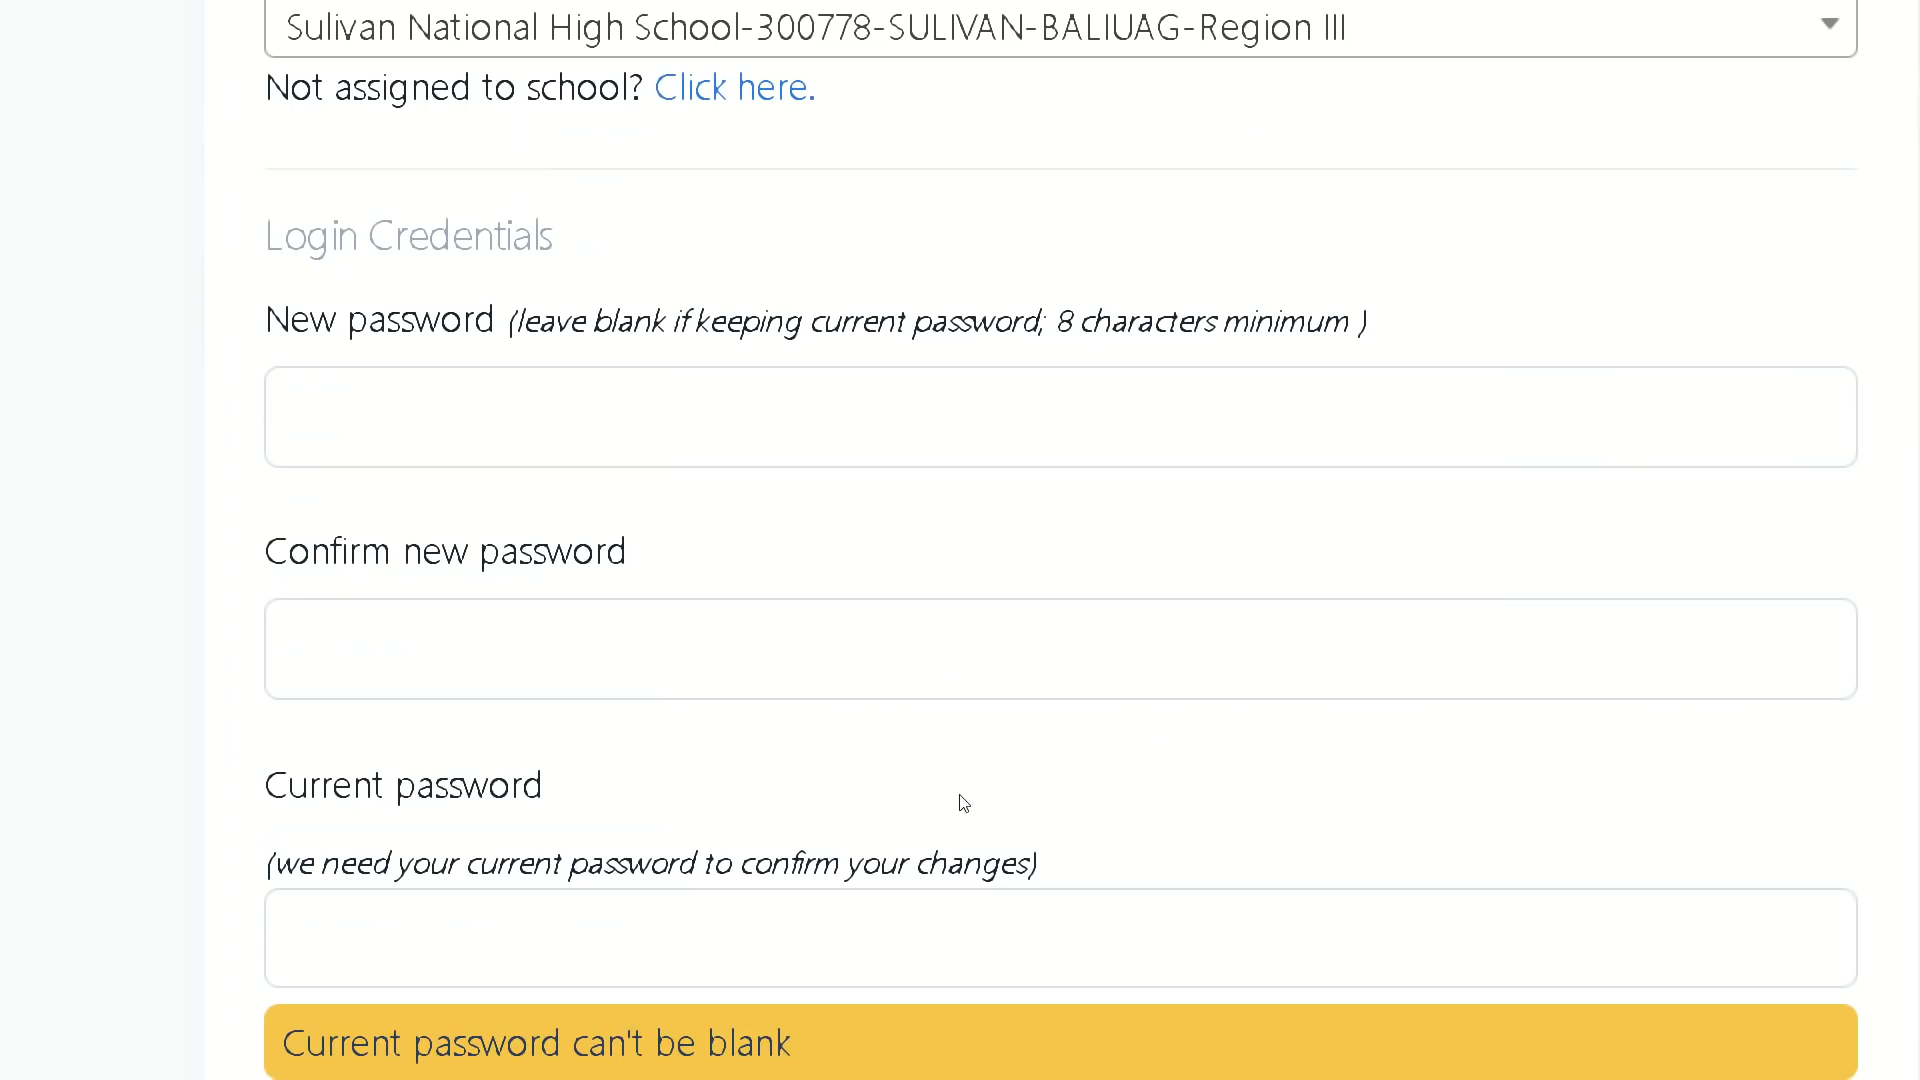 Sulivan National High School-300778-SULIVAN-BALIUAG-Region III
Not assigned to school? Click here.
Login Credentials
New password (leave blank if keeping current password; 8 characters minimum )
Confirm new password
Current password
(we need your current password to confirm your changes)
Current password can't be blank